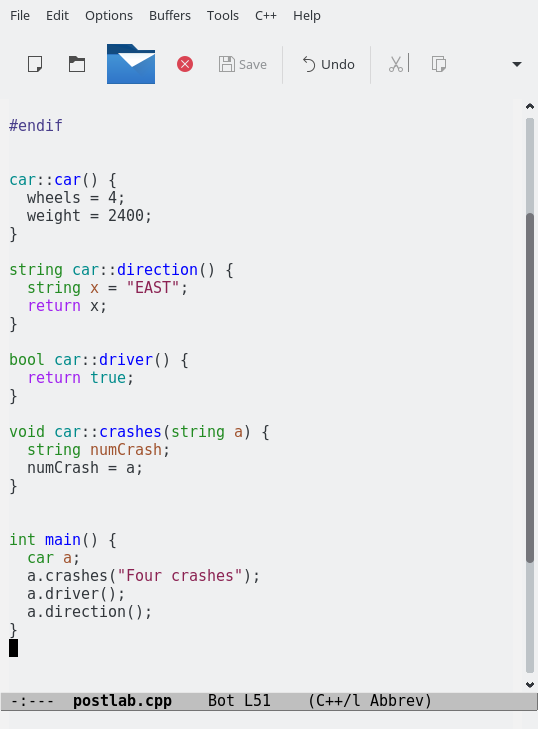 File Edit Options Buffers Tools C++ Help
Save Undo
#endif
car::car() {
  wheels = 4;
  weight = 2400;
}
string car::direction() {
  string x = "EAST";
  return x;
}
bool car::driver() {
  return true;
}
void car::crashes(string a) {
  string numCrash;
  numCrash = a;
}
int main() {
  car a;
  a.crashes("Four crashes");
  a.driver();
  a.direction();
}
-:--- postlab.cpp Bot L51 (C++/l Abbrev)